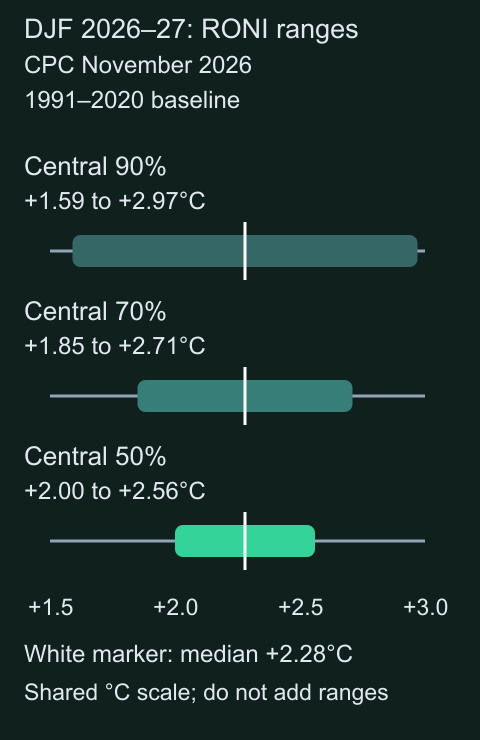 DJF 2026–27: RONI ranges
CPC November 2026
1991–2020 baseline
Central 90%
+1.59 to +2.97°C
Central 70%
+1.85 to +2.71°C
Central 50%
+2.00 to +2.56°C
+1.5 +2.0 +2.5 +3.0
White marker: median +2.28°C
Shared °C scale; do not add ranges